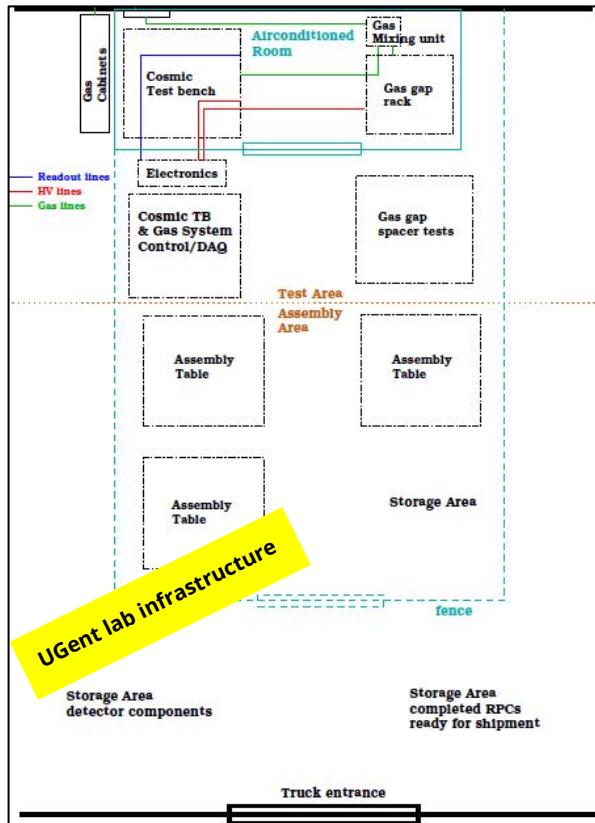 Gas
Cabinets
Airconditioned
Room
Gas
Mixing unit
Cosmic
Test bench
Gas gap
rack
Readout lines
HV lines
Gas lines
Electronics
Cosmic TB
& Gas System
Control/DAQ
Gas gap
spacer tests
Test Area
Assembly
Area
Assembly
Table
Assembly
Table
Assembly
Table
Storage Area
UGent lab infrastructure
fence
Storage Area
detector components
Storage Area
completed RPCs
ready for shipment
Truck entrance